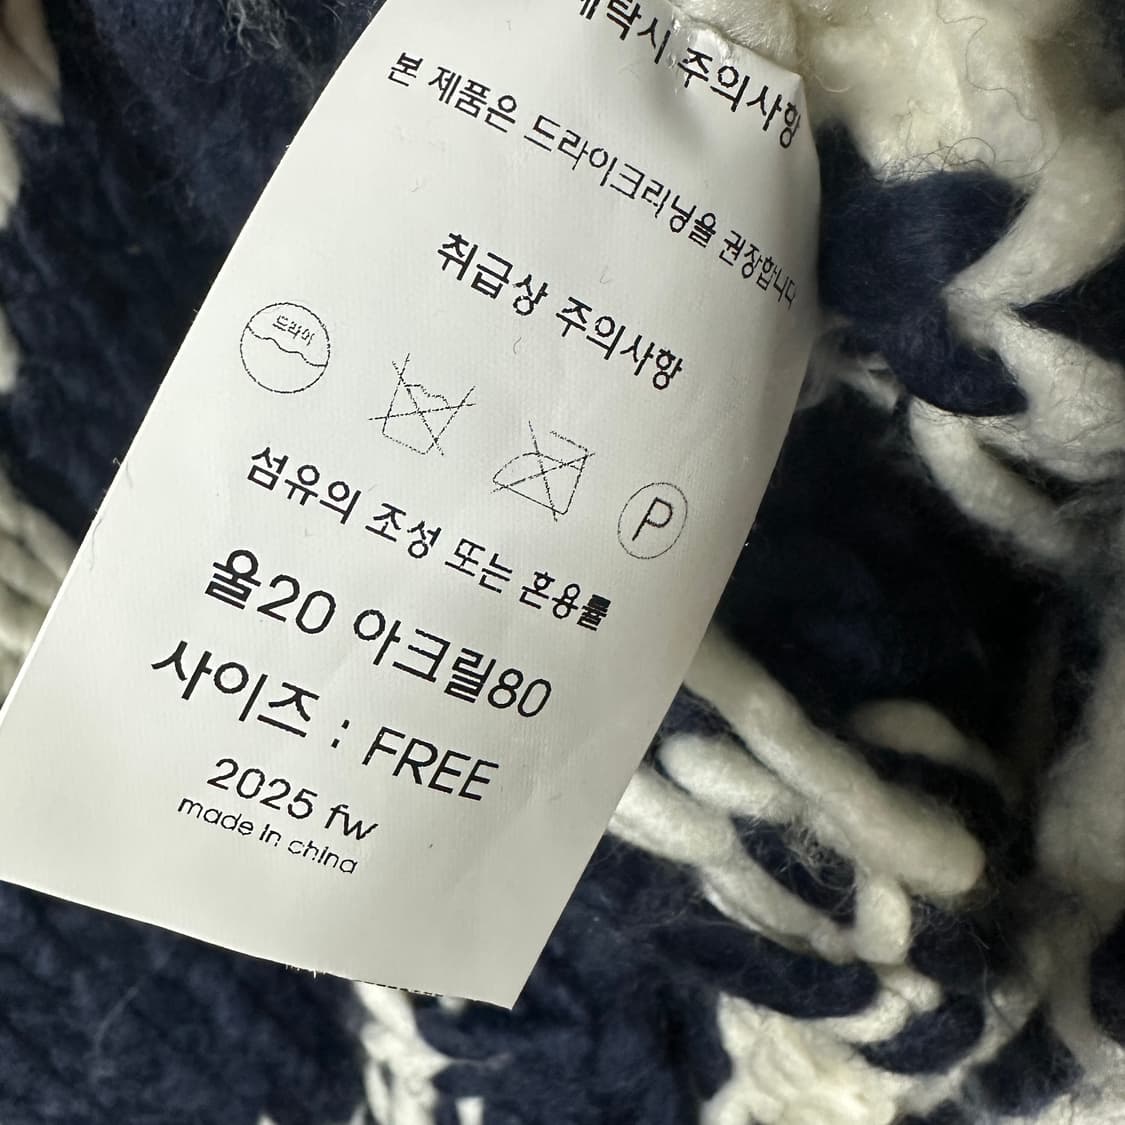 세탁시 주의사항
본 제품은 드라이크리닝을 권장합니다
취급상 주의사항
드라이
P
섬유의 조성 또는 혼용률
울20 아크릴80
사이즈 : FREE
2025 fw
made in china